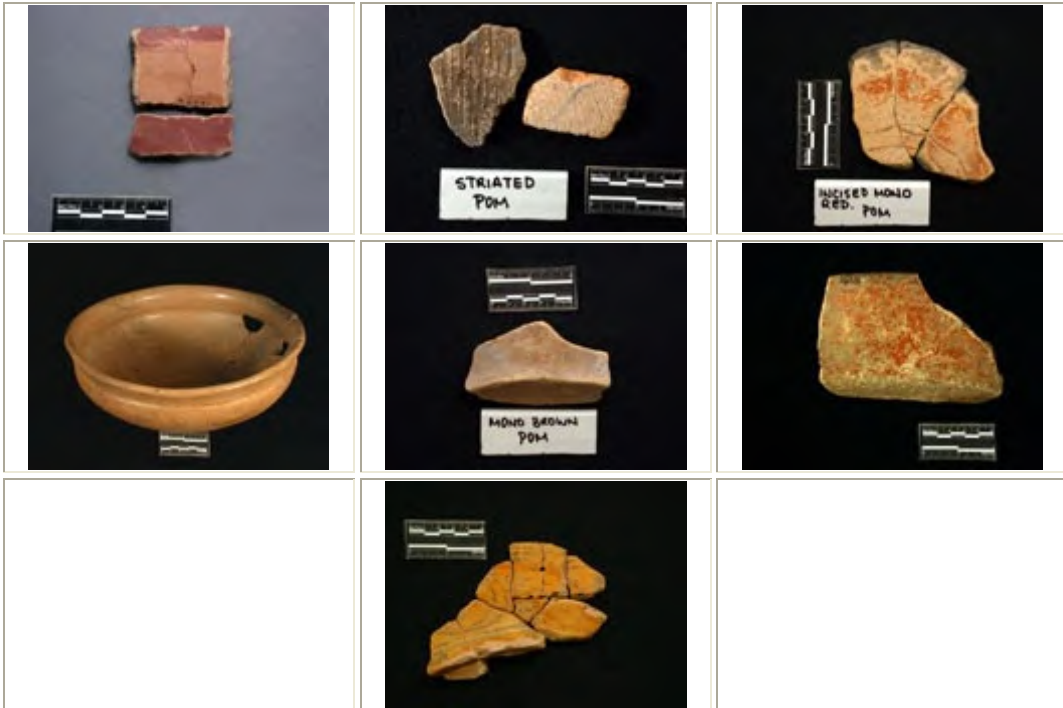 STRIATED
POM
INCISED MONO
RED. POM
MONO BROWN
POM